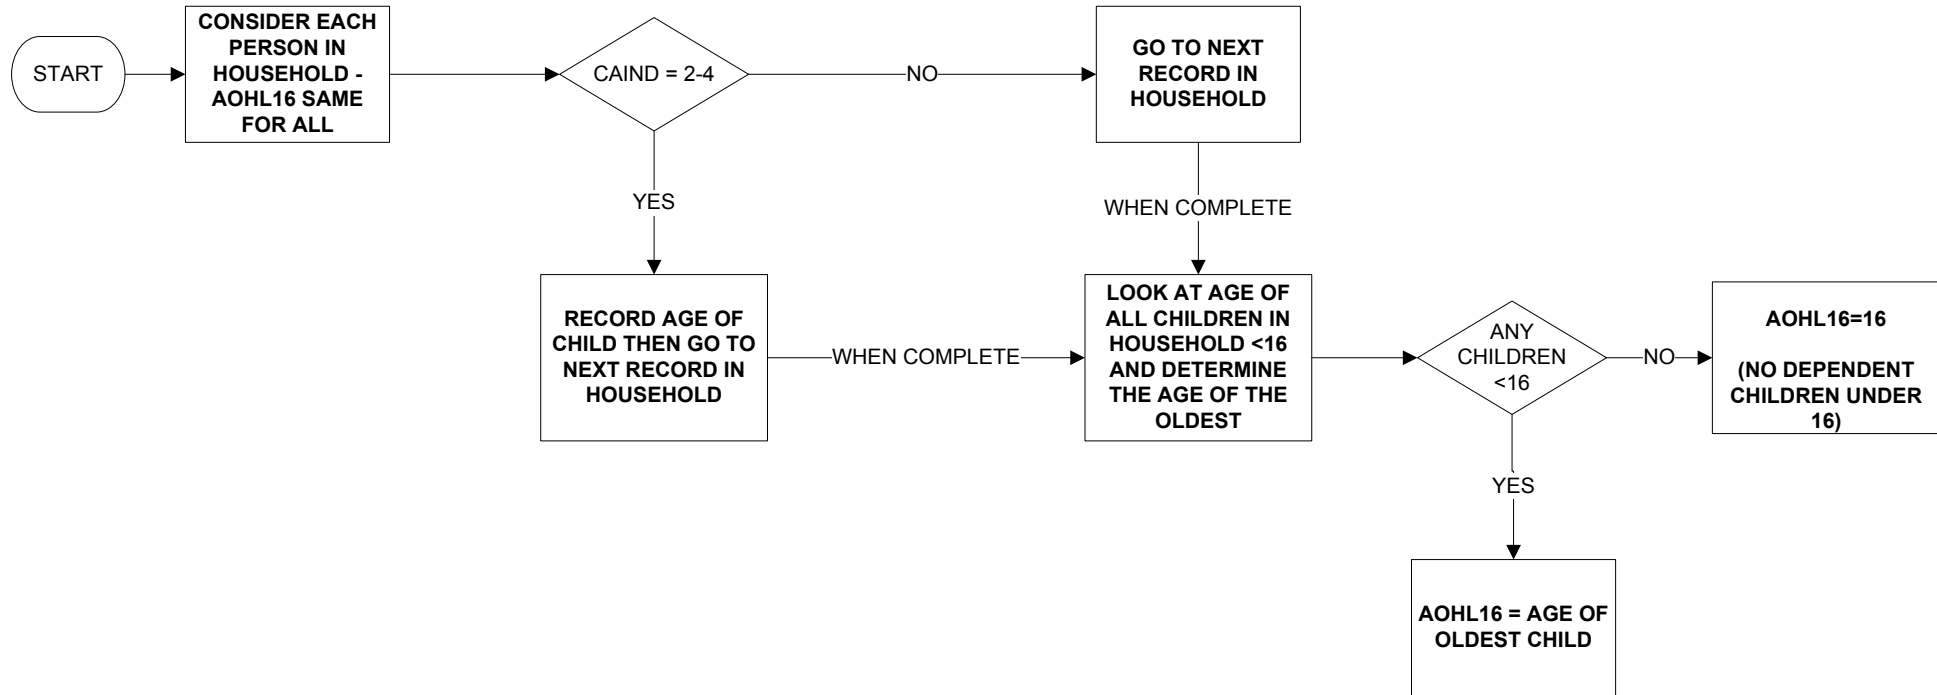 START
CONSIDER EACH
PERSON IN
HOUSEHOLD -
AOHL16 SAME
FOR ALL
CAIND = 2-4
NO
GO TO NEXT
RECORD IN
HOUSEHOLD
YES
WHEN COMPLETE
RECORD AGE OF
CHILD THEN GO TO
NEXT RECORD IN
HOUSEHOLD
WHEN COMPLETE
LOOK AT AGE OF
ALL CHILDREN IN
HOUSEHOLD <16
AND DETERMINE
THE AGE OF THE
OLDEST
ANY
CHILDREN
<16
NO
AOHL16=16
(NO DEPENDENT
CHILDREN UNDER
16)
YES
AOHL16 = AGE OF
OLDEST CHILD